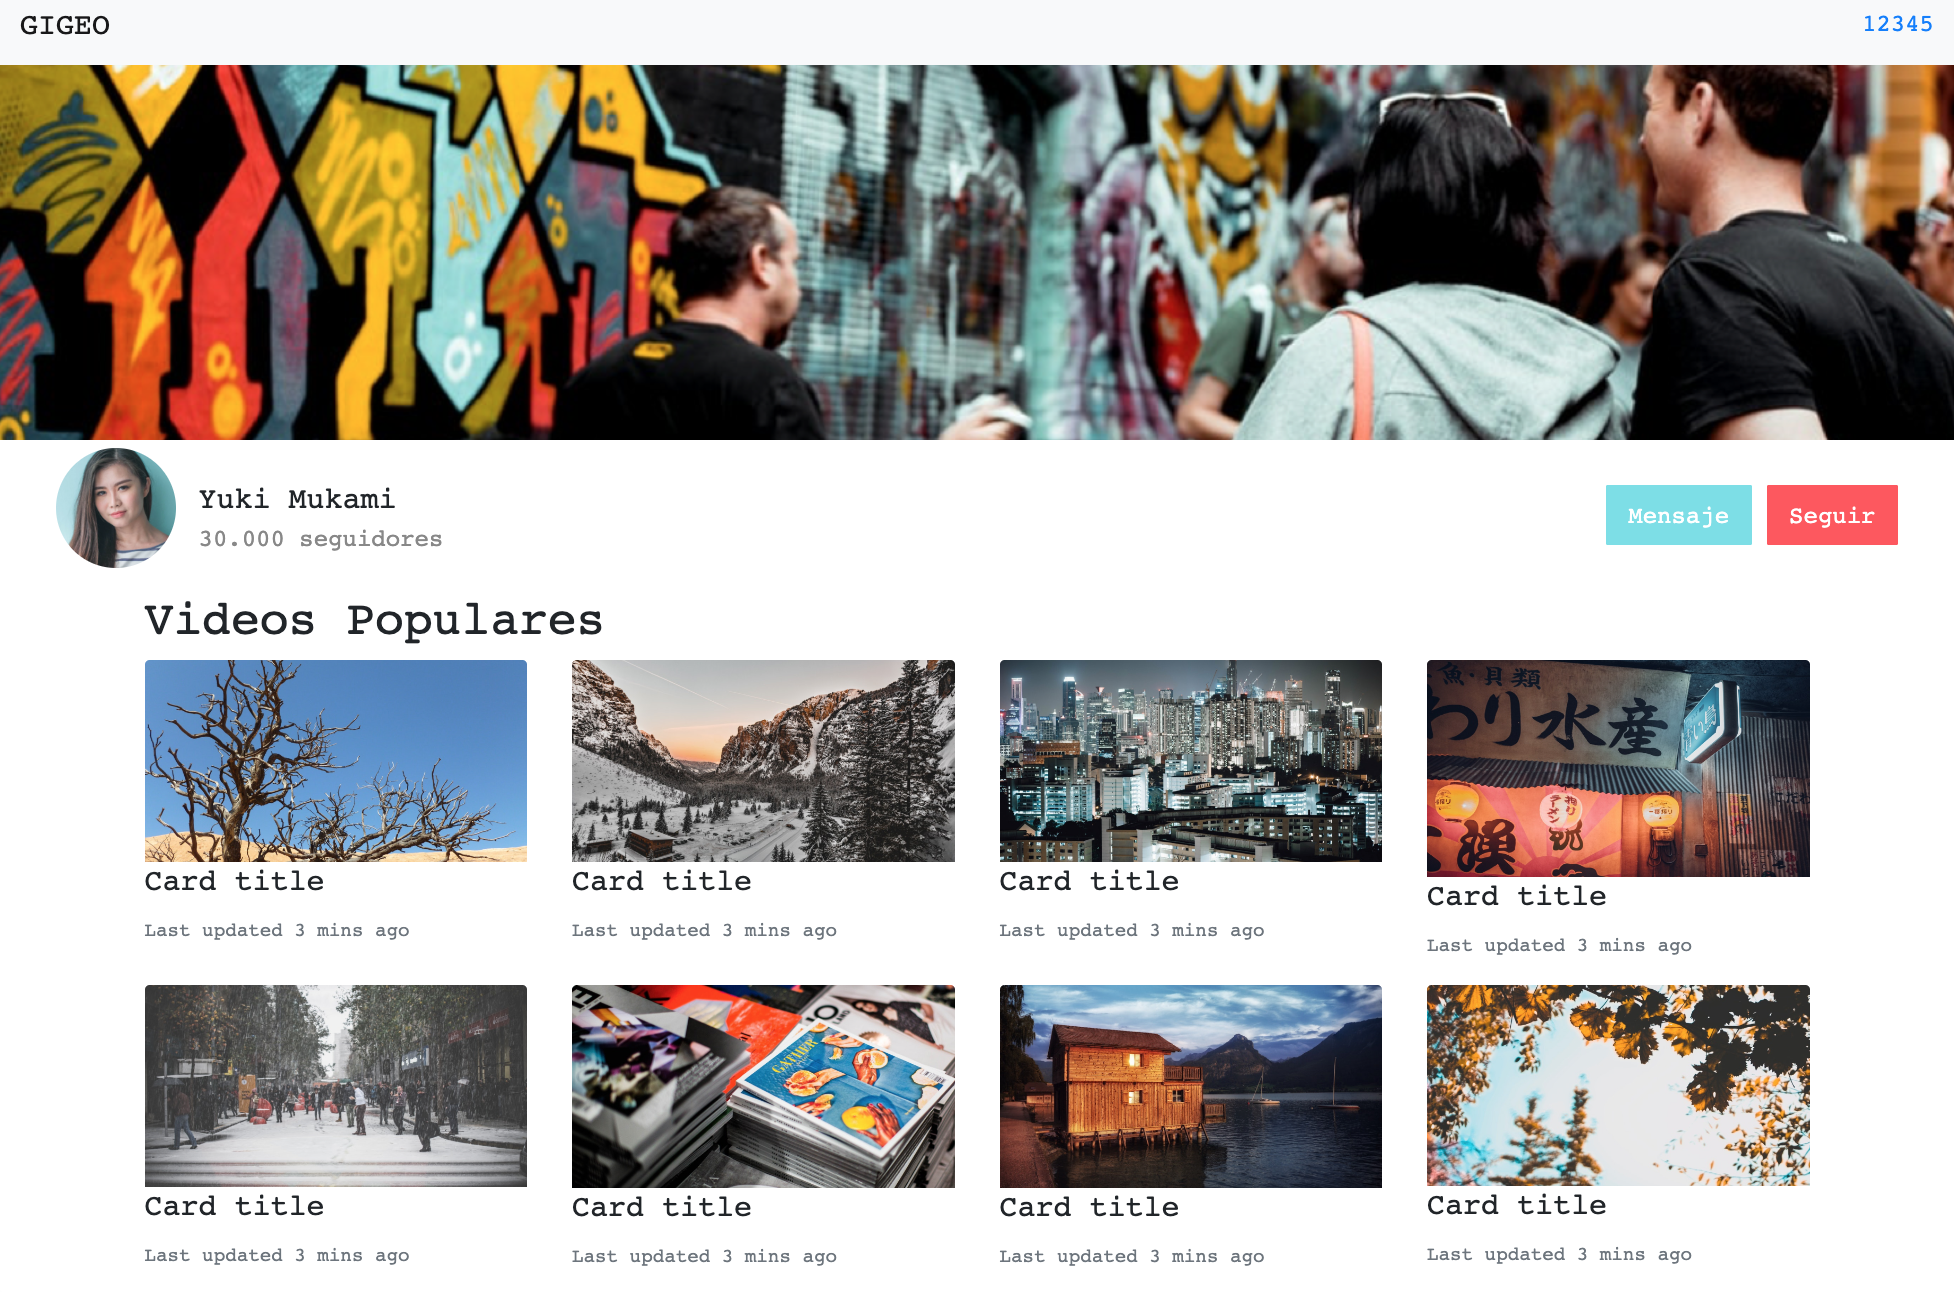 GIGEO
12345
Yuki Mukami
30.000 seguidores
Mensaje
Seguir
Videos Populares
魚·貝類
わり水産
Card title
Last updated 3 mins ago
Card title
Last updated 3 mins ago
Card title
Last updated 3 mins ago
Card title
Last updated 3 mins ago
GATHER
Card title
Last updated 3 mins ago
Card title
Last updated 3 mins ago
Card title
Last updated 3 mins ago
Card title
Last updated 3 mins ago